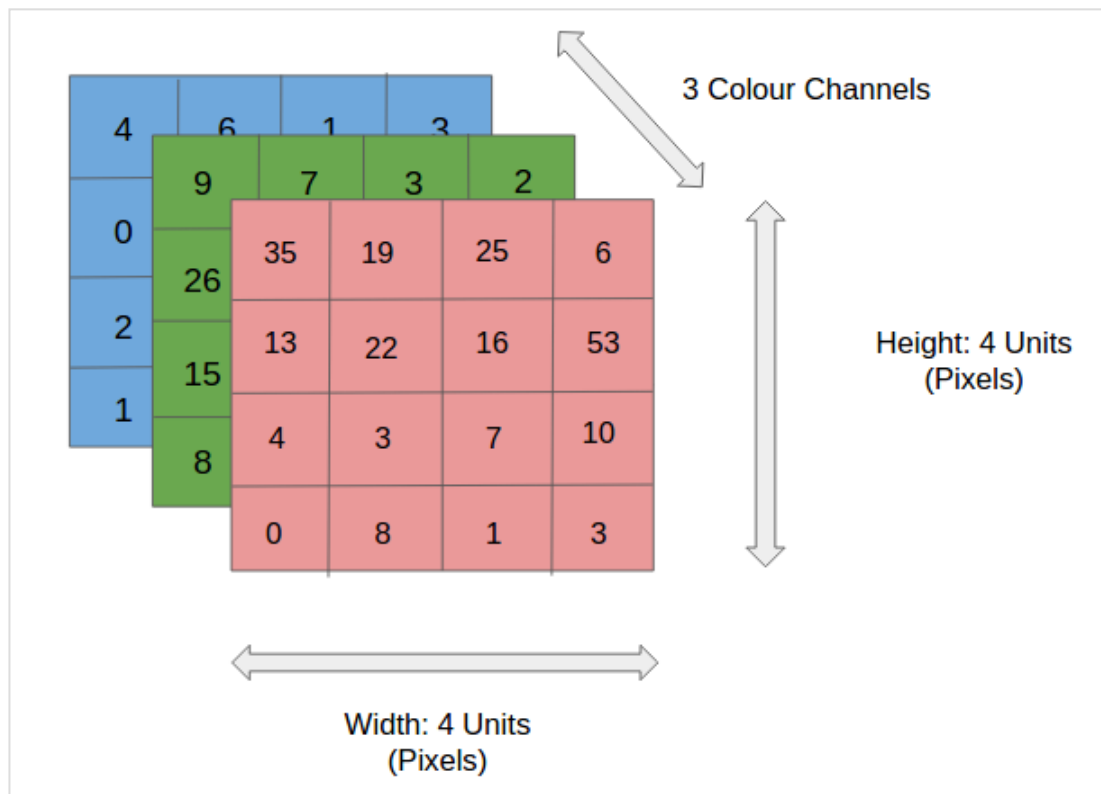 3 Colour Channels
4 6 1 3
9 7 3 2
0
35 19 25 6
26
13 22 16 53
2
15
4 3 7 10
1
8
0 8 1 3
Height: 4 Units
(Pixels)
Width: 4 Units
(Pixels)